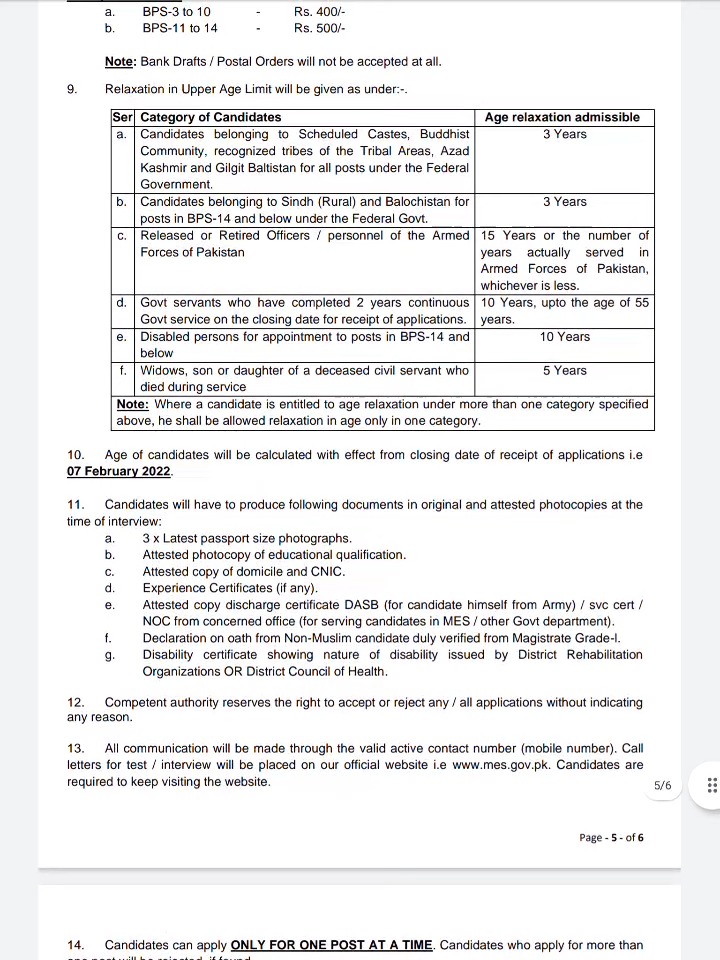 a. BPS-3 to 10 - Rs. 400/-
b. BPS-11 to 14 - Rs. 500/-
Note: Bank Drafts / Postal Orders will not be accepted at all.
9. Relaxation in Upper Age Limit will be given as under:-.
Ser Category of Candidates Age relaxation admissible
a. Candidates belonging to Scheduled Castes, Buddhist 3 Years
Community, recognized tribes of the Tribal Areas, Azad
Kashmir and Gilgit Baltistan for all posts under the Federal
Government.
b. Candidates belonging to Sindh (Rural) and Balochistan for 3 Years
posts in BPS-14 and below under the Federal Govt.
c. Released or Retired Officers / personnel of the Armed 15 Years or the number of
Forces of Pakistan years actually served in
Armed Forces of Pakistan,
whichever is less.
d. Govt servants who have completed 2 years continuous 10 Years, upto the age of 55
Govt service on the closing date for receipt of applications. years.
e. Disabled persons for appointment to posts in BPS-14 and 10 Years
below
f. Widows, son or daughter of a deceased civil servant who 5 Years
died during service
Note: Where a candidate is entitled to age relaxation under more than one category specified
above, he shall be allowed relaxation in age only in one category.
10. Age of candidates will be calculated with effect from closing date of receipt of applications i.e
07 February 2022.
11. Candidates will have to produce following documents in original and attested photocopies at the
time of interview:
a. 3 x Latest passport size photographs.
b. Attested photocopy of educational qualification.
c. Attested copy of domicile and CNIC.
d. Experience Certificates (if any).
e. Attested copy discharge certificate DASB (for candidate himself from Army) / svc cert /
NOC from concerned office (for serving candidates in MES / other Govt department).
f. Declaration on oath from Non-Muslim candidate duly verified from Magistrate Grade-I.
g. Disability certificate showing nature of disability issued by District Rehabilitation
Organizations OR District Council of Health.
12. Competent authority reserves the right to accept or reject any / all applications without indicating
any reason.
13. All communication will be made through the valid active contact number (mobile number). Call
letters for test / interview will be placed on our official website i.e www.mes.gov.pk. Candidates are
required to keep visiting the website.
5/6
Page - 5 - of 6
14. Candidates can apply ONLY FOR ONE POST AT A TIME. Candidates who apply for more than